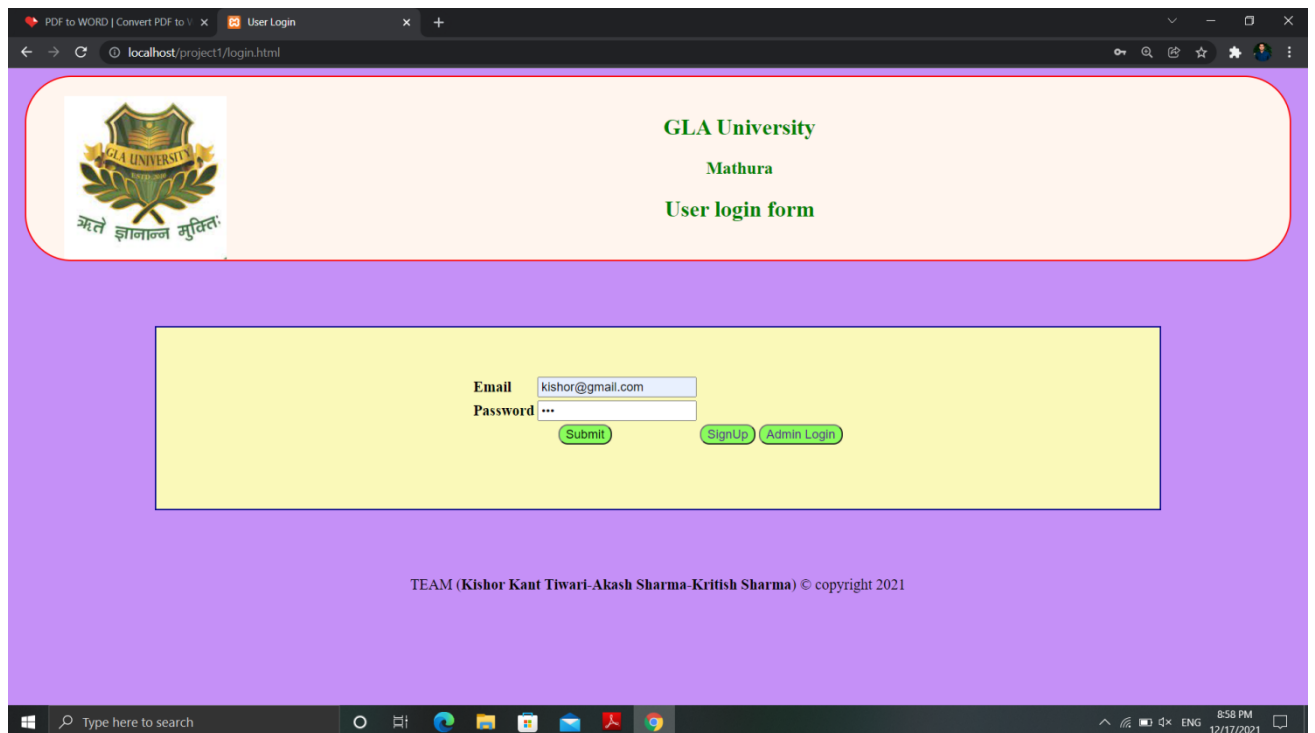 PDF to WORD | Convert PDF to W
User Login
localhost/project1/login.html
GLA UNIVERSITY
ऋते ज्ञानान्न मुक्तिः
GLA University
Mathura
User login form
Email kishor@gmail.com
Password •••
Submit SignUp Admin Login
TEAM (Kishor Kant Tiwari-Akash Sharma-Kritish Sharma) © copyright 2021
Type here to search
ENG
8:58 PM
12/17/2021